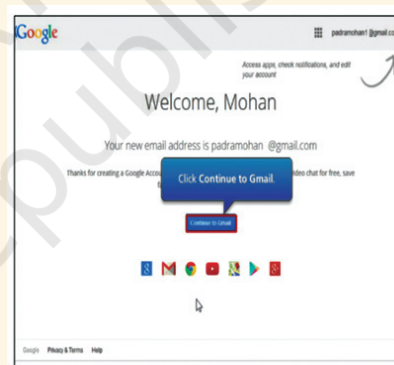 Google
padramohan1 @gmail.co
Access apps, check notifications, and edit
your account
Welcome, Mohan
Your new email address is padramohan @gmail.com
Thanks for creating a Google Accou
ideo chat for free, save
Click Continue to Gmail.
Continue to Gmail
Google Privacy & Terms Help